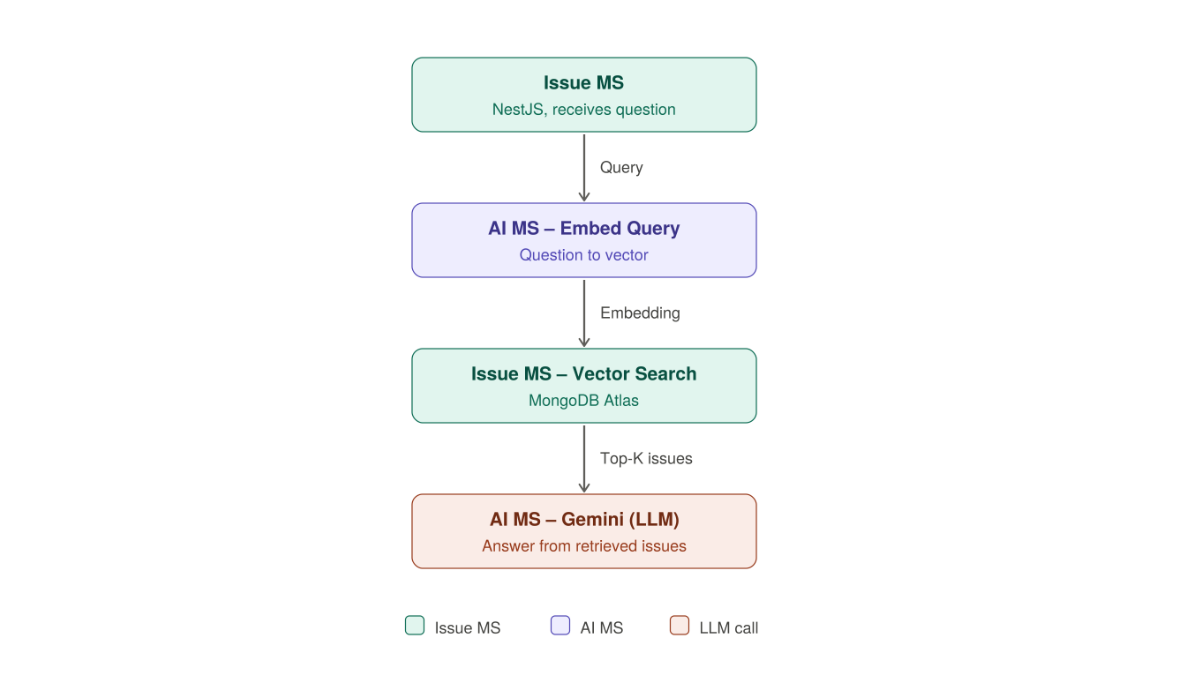 Issue MS
NestJS, receives question
Query
AI MS – Embed Query
Question to vector
Embedding
Issue MS – Vector Search
MongoDB Atlas
Top-K issues
AI MS – Gemini (LLM)
Answer from retrieved issues
Issue MS
AI MS
LLM call